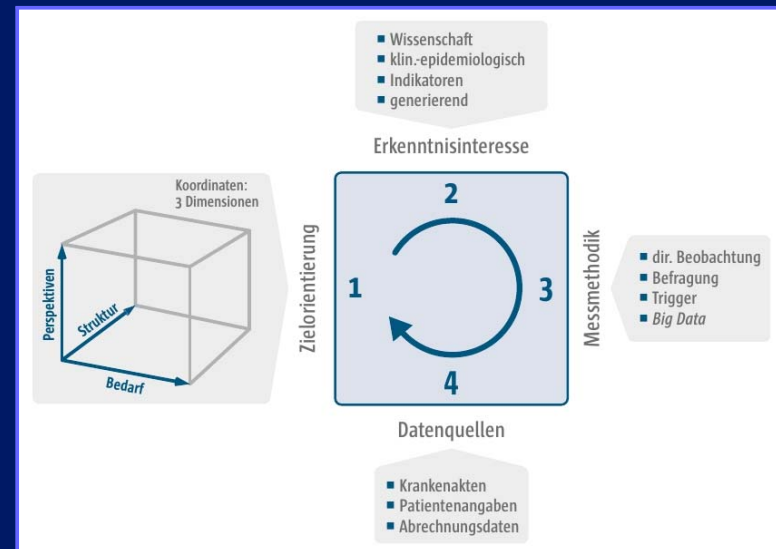 Wissenschaft
klin.-epidemiologisch
Indikatoren
generierend
Erkenntnisinteresse
Koordinaten:
3 Dimensionen
Perspektiven
Struktur
Bedarf
Zielorientierung
1
2
3
4
Messmethodik
dir. Beobachtung
Befragung
Trigger
Big Data
Datenquellen
Krankenakten
Patientenangaben
Abrechnungsdaten